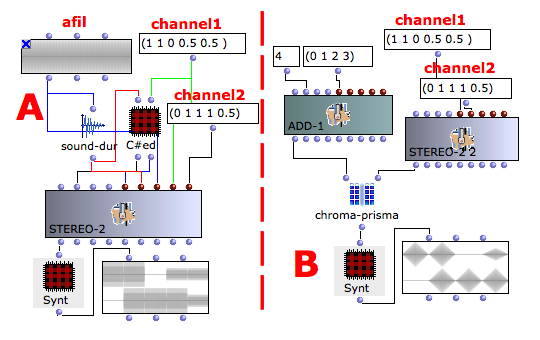 afil
channel1
(1 1 0 0.5 0.5 )
A
channel2
(0 1 1 1 0.5)
sound-dur
C#ed
STEREO-2
Synt
channel1
(1 1 0 0.5 0.5 )
4
(0 1 2 3)
channel2
(0 1 1 1 0.5)
ADD-1
STEREO-2 2
chroma-prisma
B
Synt